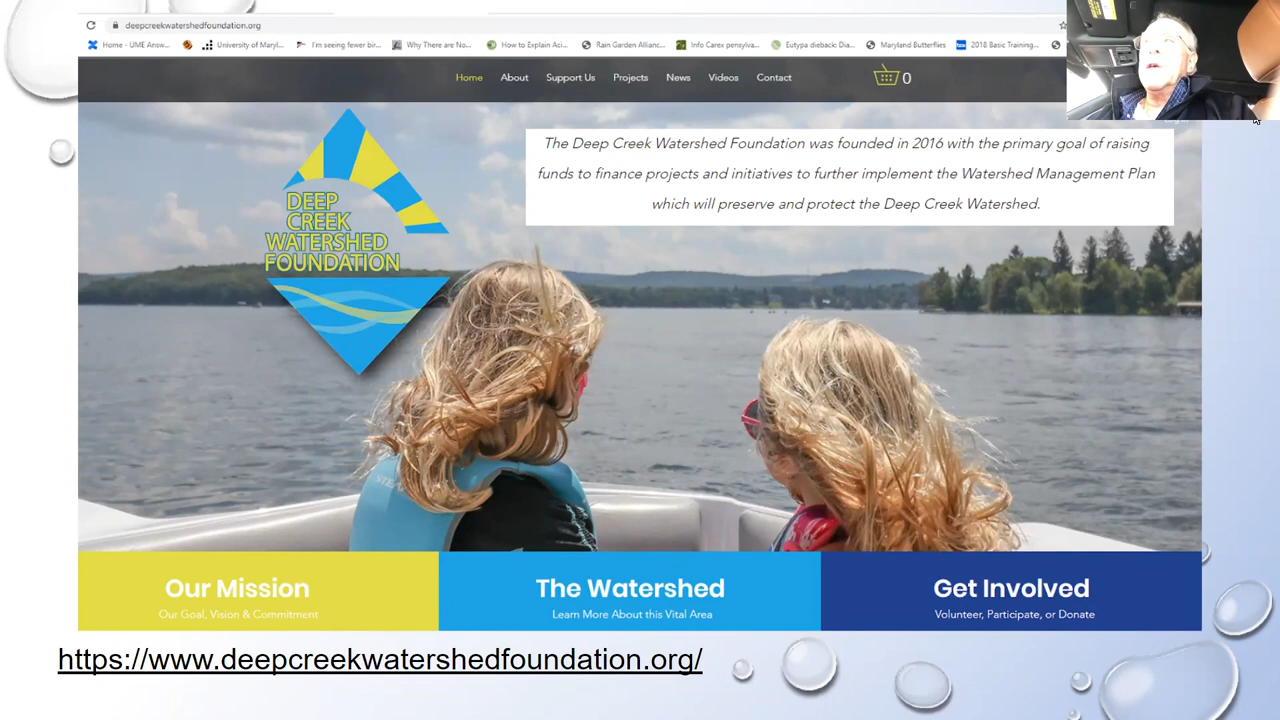 deepcreekwatershedfoundation.org
Home - UME Answ... University of Maryl... I'm seeing fewer bir... Why There are No... How to Explain Aci... Rain Garden Allianc... Info Carex pensylva... Eutypa dieback: Dia... Maryland Butterflies 2018 Basic Training...
Home About Support Us Projects News Videos Contact 0
The Deep Creek Watershed Foundation was founded in 2016 with the primary goal of raising
funds to finance projects and initiatives to further implement the Watershed Management Plan
which will preserve and protect the Deep Creek Watershed.
DEEP
CREEK
WATERSHED
FOUNDATION
Our Mission
Our Goal, Vision & Commitment
The Watershed
Learn More About this Vital Area
Get Involved
Volunteer, Participate, or Donate
https://www.deepcreekwatershedfoundation.org/